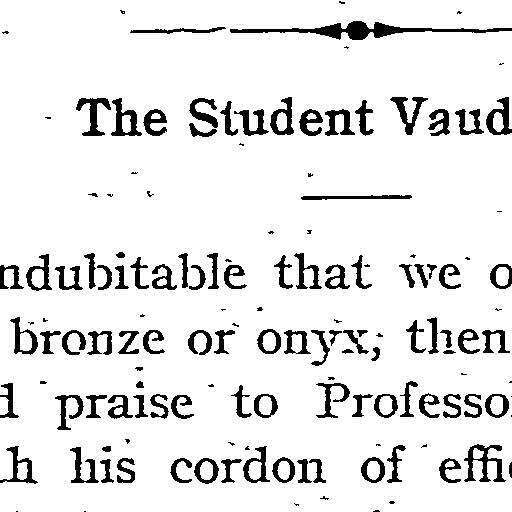 The Student Vaud
ndubitable that we o
bronze or onyx, then
d praise to Professo
h his cordon of effi